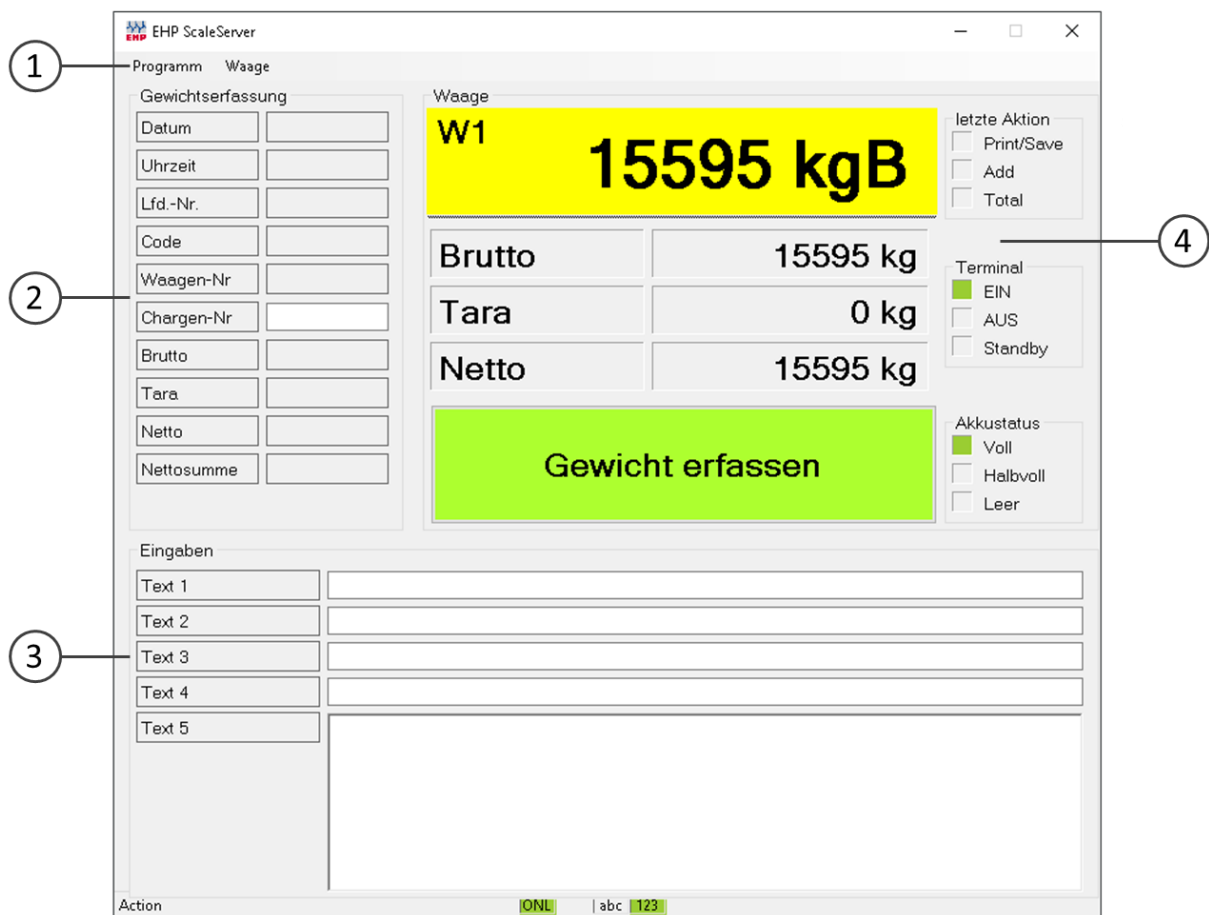 EHP ScaleServer
1
Programm Waage
Gewichtserfassung
Datum
Uhrzeit
Lfd.-Nr.
Code
Waagen-Nr
2
Chargen-Nr
Brutto
Tara
Netto
Nettosumme
Waage
W1
15595 kgB
Brutto 15595 kg
Tara 0 kg
Netto 15595 kg
Gewicht erfassen
letzte Aktion
Print/Save
Add
Total
4
Terminal
EIN
AUS
Standby
Akkustatus
Voll
Halbvoll
Leer
Eingaben
Text 1
Text 2
3
Text 3
Text 4
Text 5
Action ONL | abc | 123
EHP